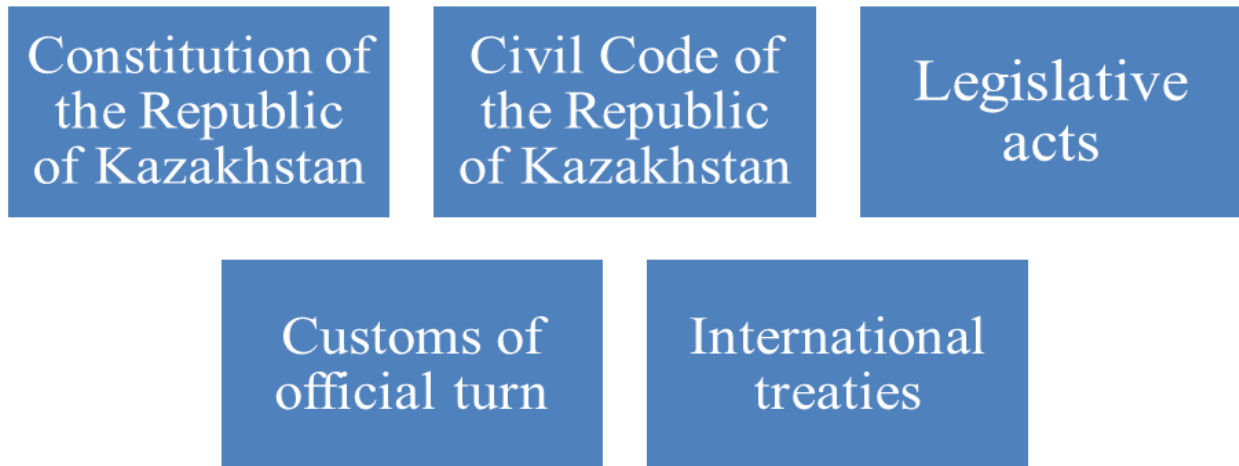 Constitution of
the Republic
of Kazakhstan
Civil Code of
the Republic
of Kazakhstan
Legislative
acts
Customs of
official turn
International
treaties